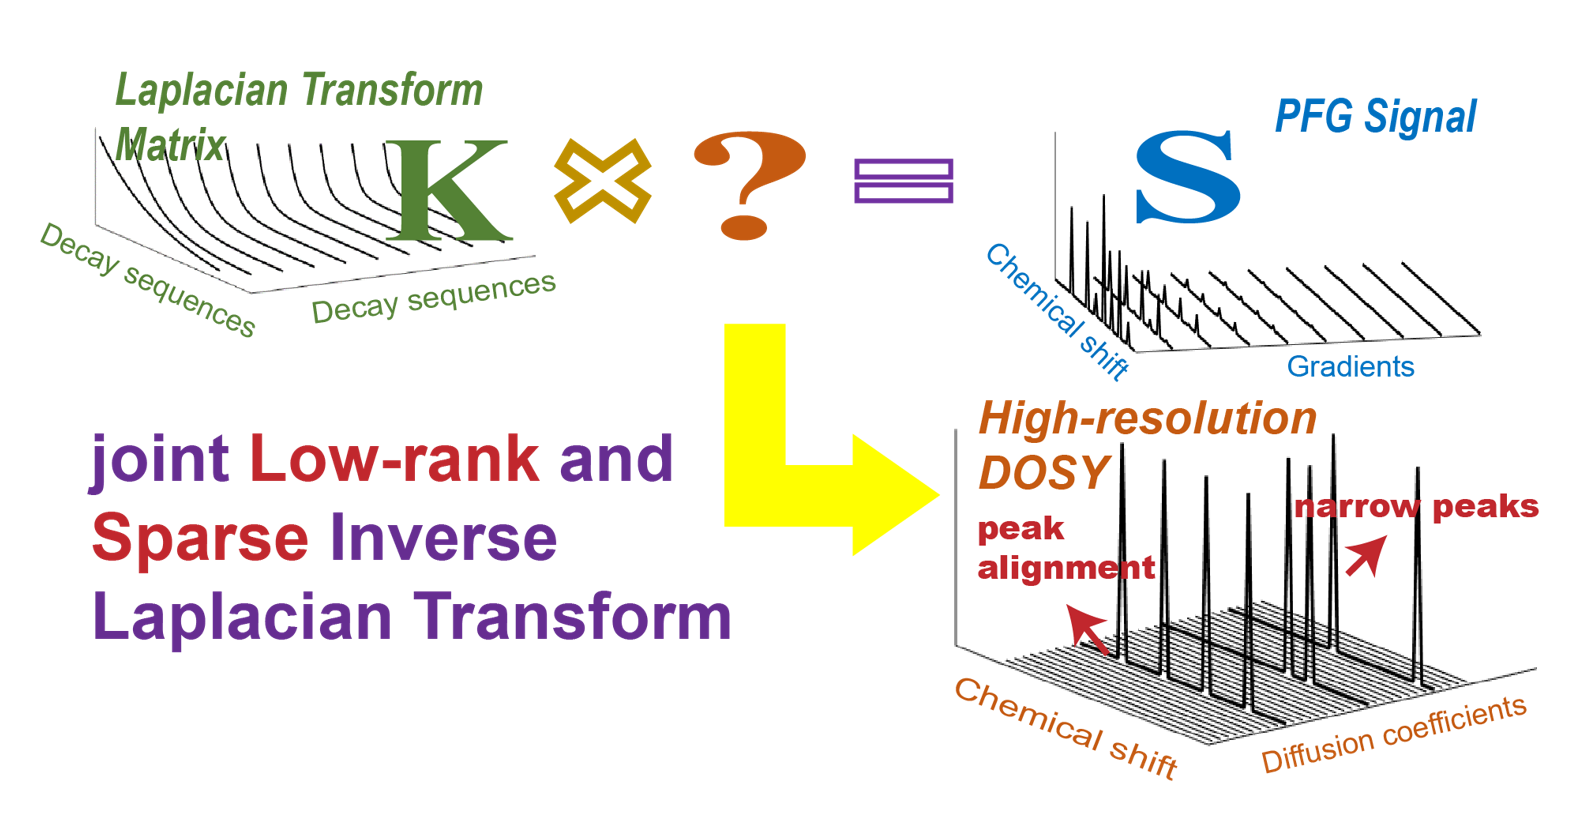 Laplacian Transform
Matrix
K
?
S
PFG Signal
Decay sequences
Decay sequences
Chemical shift
Gradients
joint Low-rank and
Sparse Inverse
Laplacian Transform
High-resolution
DOSY
peak
alignment
narrow peaks
Chemical shift
Diffusion coefficients